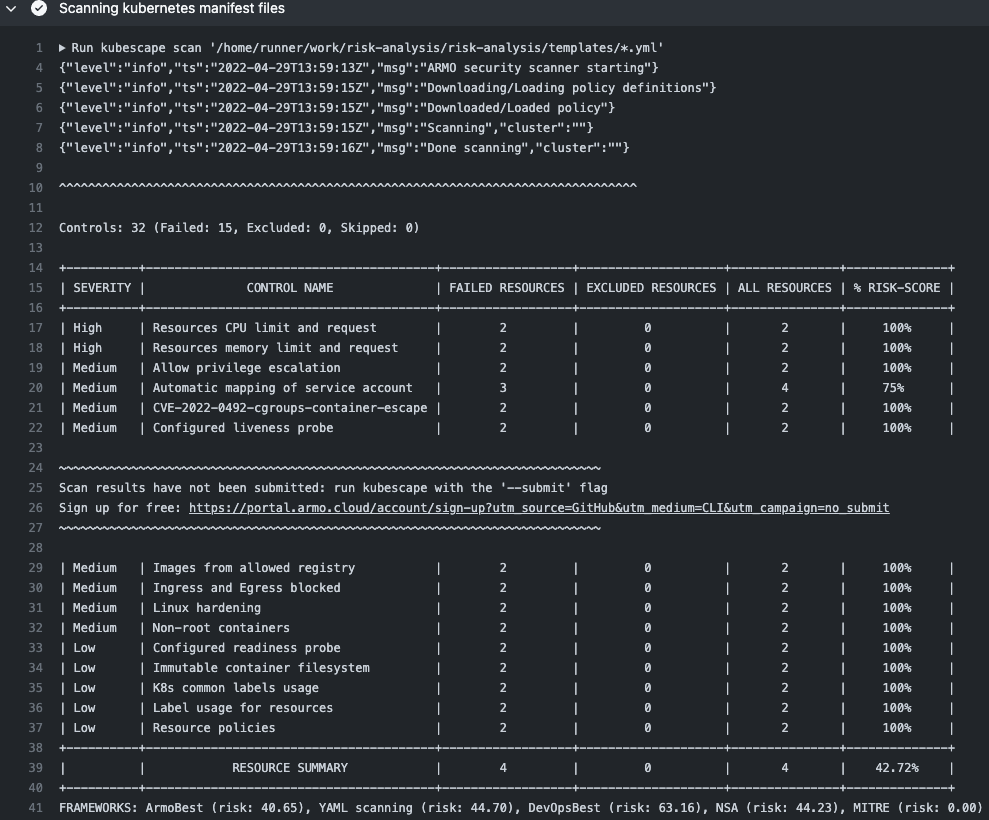 Scanning kubernetes manifest files
1 ▶ Run kubescape scan '/home/runner/work/risk-analysis/risk-analysis/templates/*.yml'
4 {"level":"info","ts":"2022-04-29T13:59:13Z","msg":"ARMO security scanner starting"}
5 {"level":"info","ts":"2022-04-29T13:59:15Z","msg":"Downloading/Loading policy definitions"}
6 {"level":"info","ts":"2022-04-29T13:59:15Z","msg":"Downloaded/Loaded policy"}
7 {"level":"info","ts":"2022-04-29T13:59:15Z","msg":"Scanning","cluster":""}
8 {"level":"info","ts":"2022-04-29T13:59:16Z","msg":"Done scanning","cluster":""}
9
10 ^^^^^^^^^^^^^^^^^^^^^^^^^^^^^^^^^^^^^^^^^^^^^^^^^^^^^^^^^^^^^^^^^^^^^^^^^^^^^^^^
11
12 Controls: 32 (Failed: 15, Excluded: 0, Skipped: 0)
13
14 +----------+----------------------------------------+------------------+--------------------+---------------+--------------+
15 | SEVERITY | CONTROL NAME | FAILED RESOURCES | EXCLUDED RESOURCES | ALL RESOURCES | % RISK-SCORE |
16 +----------+----------------------------------------+------------------+--------------------+---------------+--------------+
17 | High | Resources CPU limit and request | 2 | 0 | 2 | 100% |
18 | High | Resources memory limit and request | 2 | 0 | 2 | 100% |
19 | Medium | Allow privilege escalation | 2 | 0 | 2 | 100% |
20 | Medium | Automatic mapping of service account | 3 | 0 | 4 | 75% |
21 | Medium | CVE-2022-0492-cgroups-container-escape | 2 | 0 | 2 | 100% |
22 | Medium | Configured liveness probe | 2 | 0 | 2 | 100% |
23
24 ~~~~~~~~~~~~~~~~~~~~~~~~~~~~~~~~~~~~~~~~~~~~~~~~~~~~~~~~~~~~~~~~~~~~~~~~~~~
25 Scan results have not been submitted: run kubescape with the '--submit' flag
26 Sign up for free: https://portal.armo.cloud/account/sign-up?utm_source=GitHub&utm_medium=CLI&utm_campaign=no_submit
27 ~~~~~~~~~~~~~~~~~~~~~~~~~~~~~~~~~~~~~~~~~~~~~~~~~~~~~~~~~~~~~~~~~~~~~~~~~~~
28
29 | Medium | Images from allowed registry | 2 | 0 | 2 | 100% |
30 | Medium | Ingress and Egress blocked | 2 | 0 | 2 | 100% |
31 | Medium | Linux hardening | 2 | 0 | 2 | 100% |
32 | Medium | Non-root containers | 2 | 0 | 2 | 100% |
33 | Low | Configured readiness probe | 2 | 0 | 2 | 100% |
34 | Low | Immutable container filesystem | 2 | 0 | 2 | 100% |
35 | Low | K8s common labels usage | 2 | 0 | 2 | 100% |
36 | Low | Label usage for resources | 2 | 0 | 2 | 100% |
37 | Low | Resource policies | 2 | 0 | 2 | 100% |
38 +----------+----------------------------------------+------------------+--------------------+---------------+--------------+
39 | | RESOURCE SUMMARY | 4 | 0 | 4 | 42.72% |
40 +----------+----------------------------------------+------------------+--------------------+---------------+--------------+
41 FRAMEWORKS: ArmoBest (risk: 40.65), YAML scanning (risk: 44.70), DevOpsBest (risk: 63.16), NSA (risk: 44.23), MITRE (risk: 0.00)